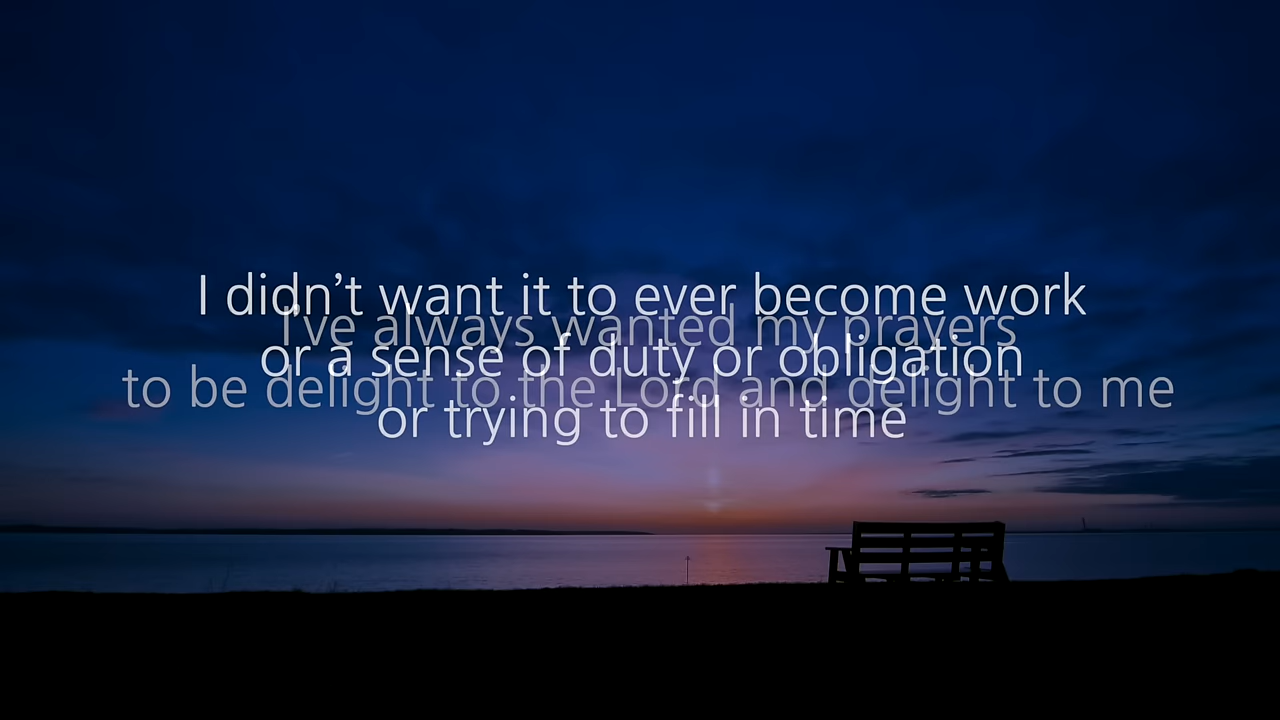 I didn’t want it to ever become work
I've always wanted my prayers
or a sense of duty or obligation
to be delight to the Lord and delight to me
or trying to fill in time